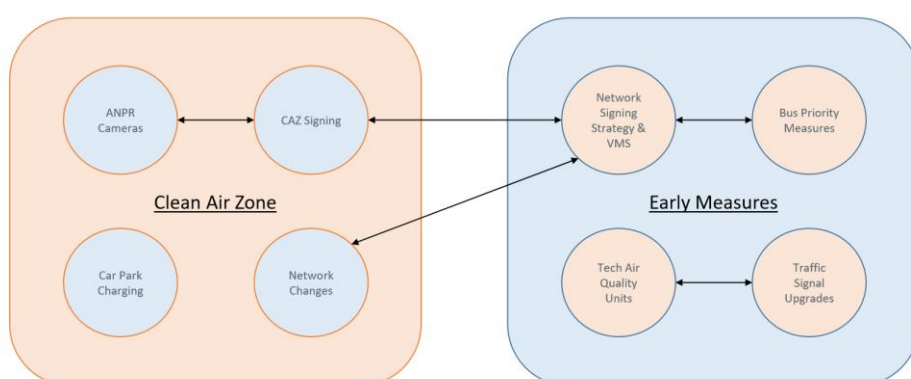 ANPR
Cameras
CAZ Signing
Network
Signing
Strategy &
VMS
Bus Priority
Measures
Clean Air Zone
Early Measures
Car Park
Charging
Network
Changes
Tech Air
Quality
Units
Traffic
Signal
Upgrades